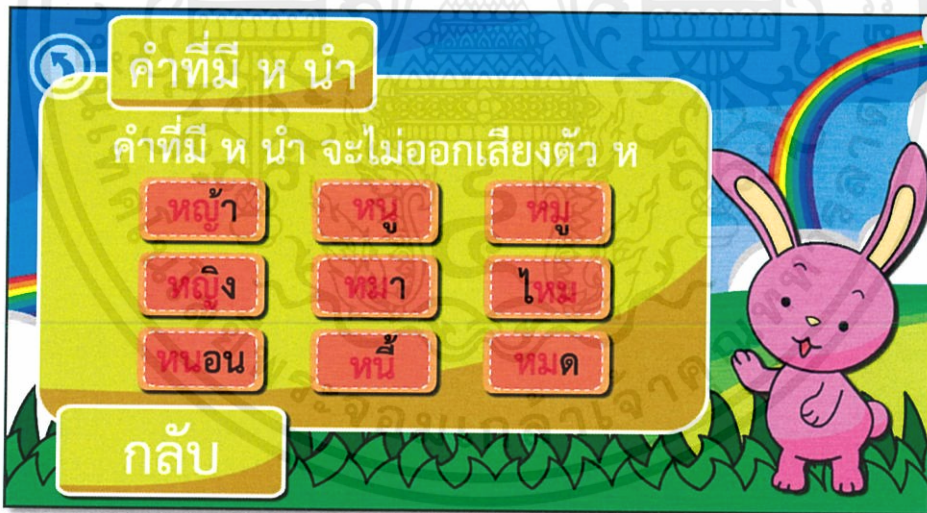 คำที่มี ห นำ
คำที่มี ห นำ จะไม่ออกเสียงตัว ห
หญ้า หนู หมู
หญิง หมา ไหม
หนอน หนี้ หมด
กลับ